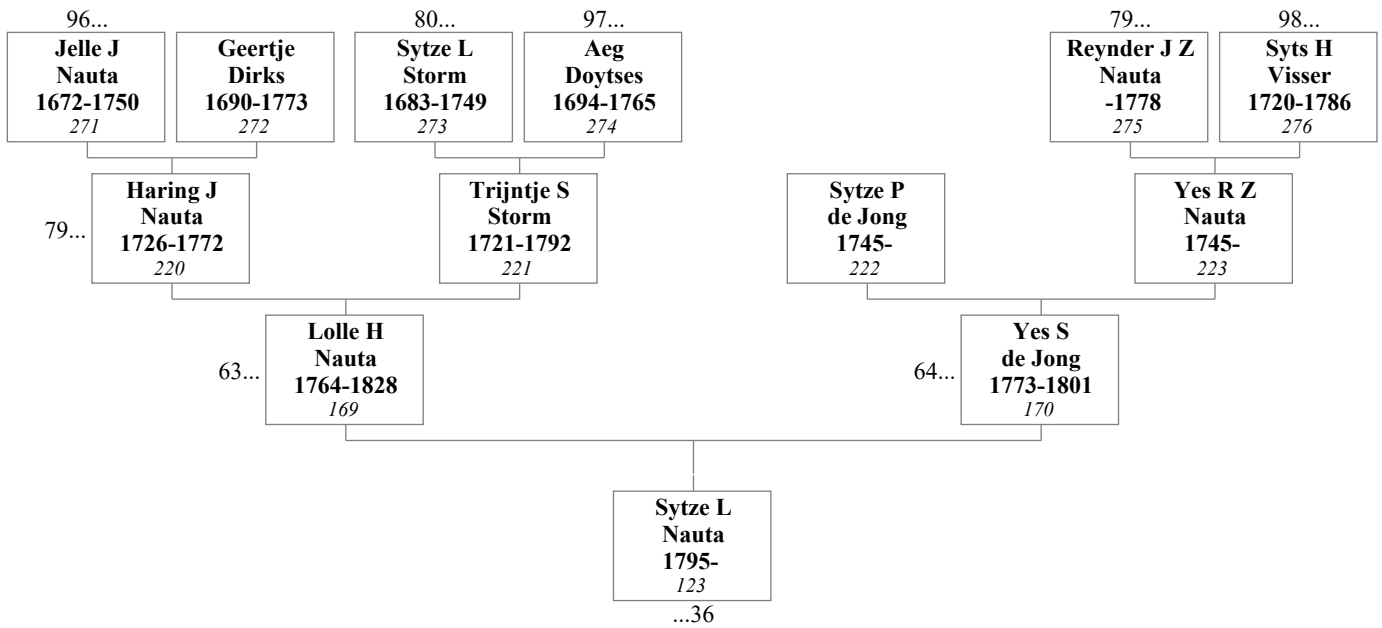 96...
80...
97...
79...
98...
Jelle J
Nauta
1672-1750
271
Geertje
Dirks
1690-1773
272
Sytze L
Storm
1683-1749
273
Aeg
Doytses
1694-1765
274
Reynder J Z
Nauta
-1778
275
Syts H
Visser
1720-1786
276
79...
Haring J
Nauta
1726-1772
220
Trijntje S
Storm
1721-1792
221
Sytze P
de Jong
1745-
222
Yes R Z
Nauta
1745-
223
63...
Lolle H
Nauta
1764-1828
169
64...
Yes S
de Jong
1773-1801
170
Sytze L
Nauta
1795-
123
...36